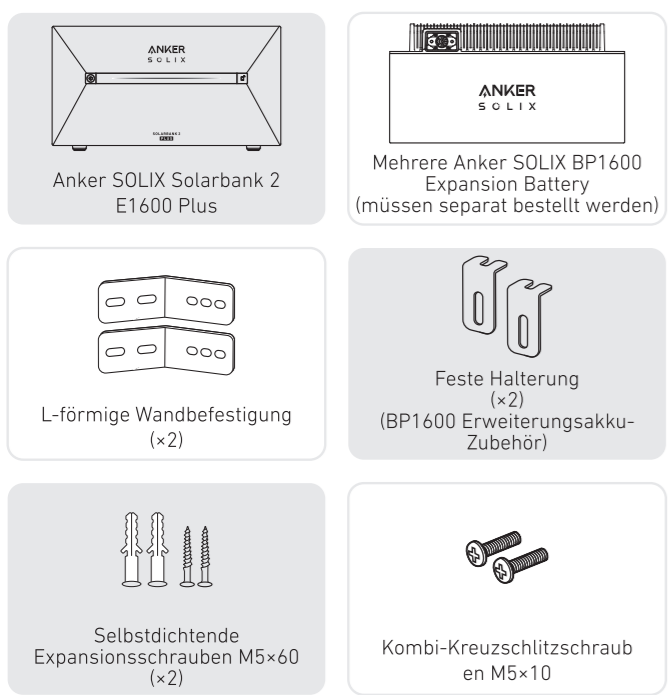 ANKER
SOLIX
SOLARBANK 2
PLUS
Anker SOLIX Solarbank 2
E1600 Plus
ANKER
SOLIX
Mehrere Anker SOLIX BP1600
Expansion Battery
(müssen separat bestellt werden)
L-förmige Wandbefestigung
(×2)
Feste Halterung
(×2)
(BP1600 Erweiterungsakku-
Zubehör)
Selbstdichtende
Expansionsschrauben M5×60
(×2)
Kombi-Kreuzschlitzschraub
en M5×10